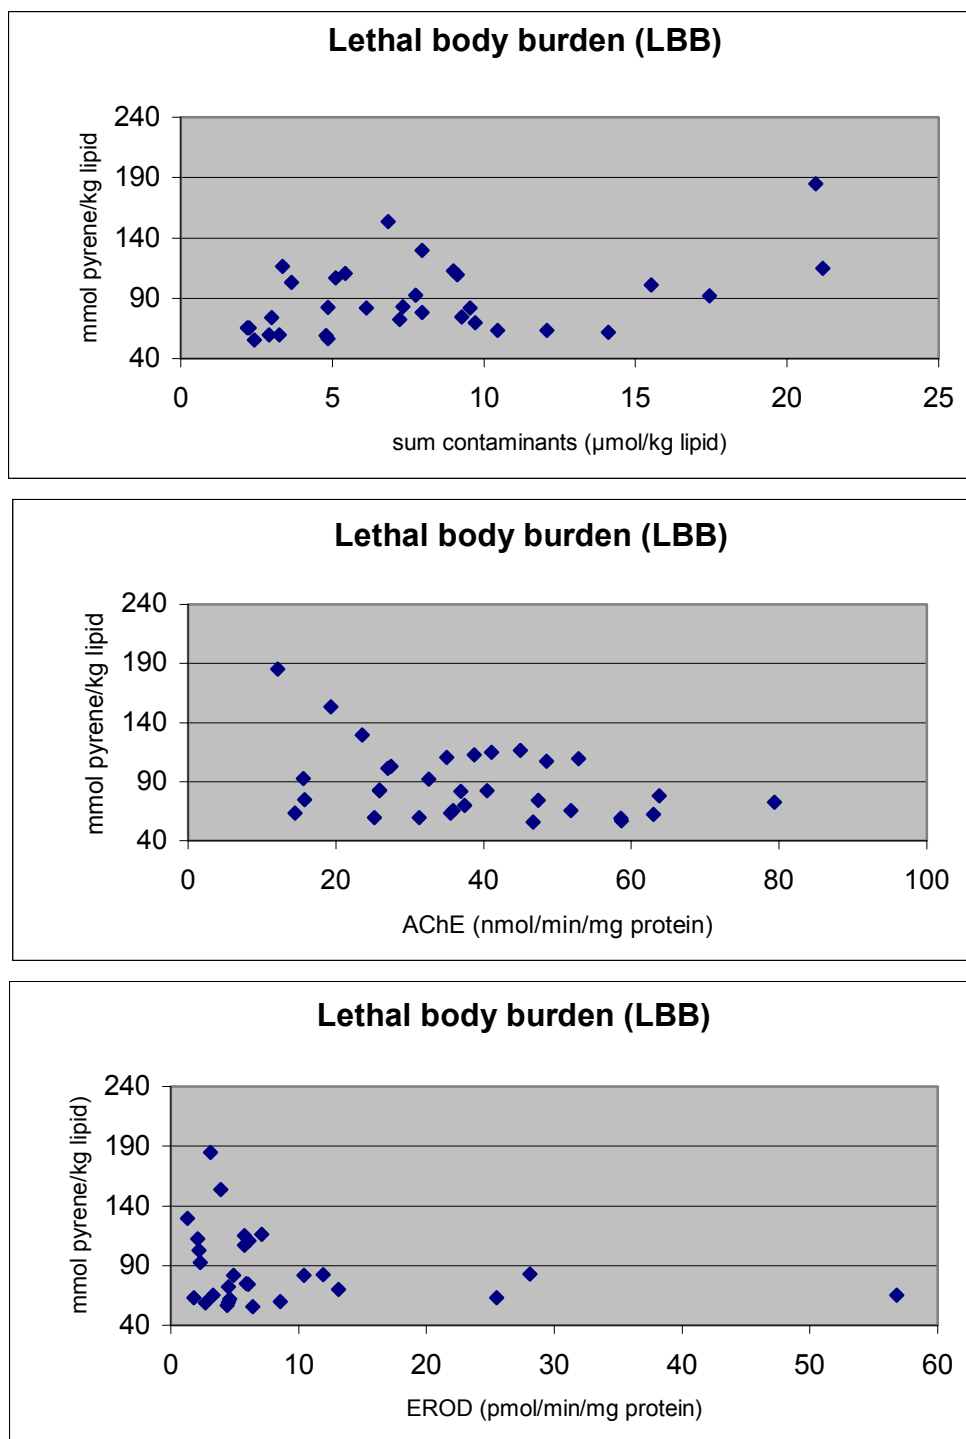 Lethal body burden (LBB)
mmol pyrene/kg lipid
240
190
140
90
40
0 5 10 15 20 25
sum contaminants (µmol/kg lipid)
Lethal body burden (LBB)
mmol pyrene/kg lipid
240
190
140
90
40
0 20 40 60 80 100
AChE (nmol/min/mg protein)
Lethal body burden (LBB)
mmol pyrene/kg lipid)
240
190
140
90
40
0 10 20 30 40 50 60
EROD (pmol/min/mg protein)